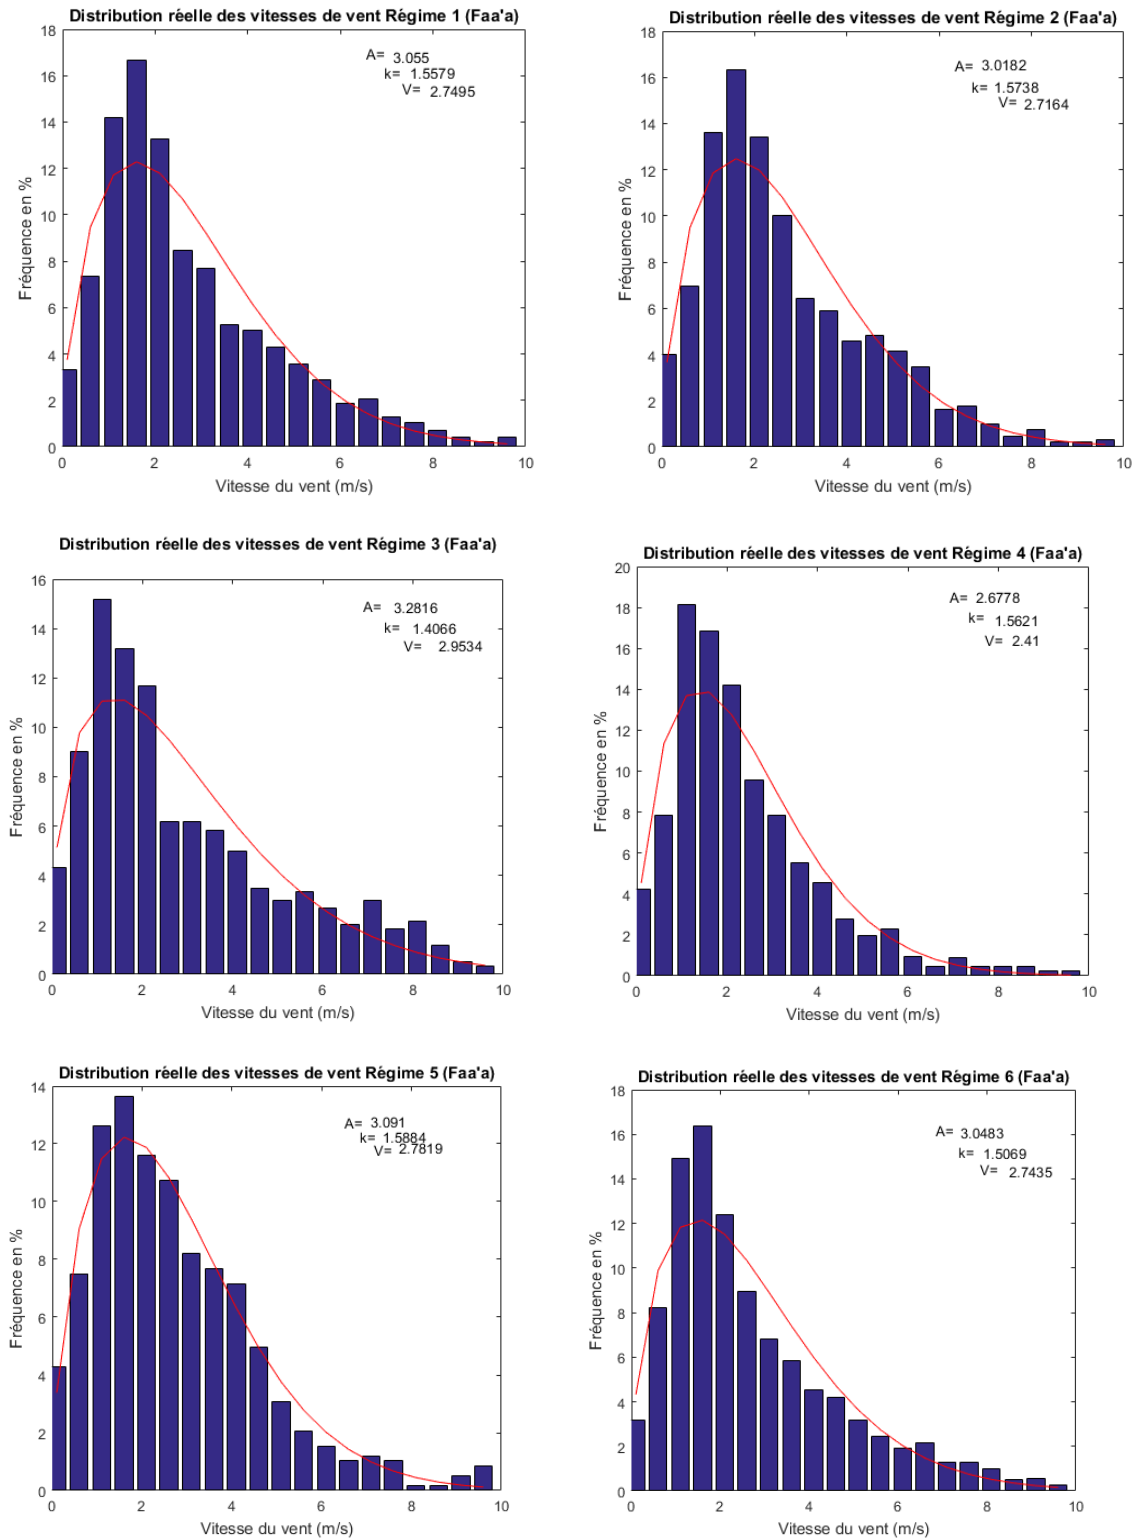 Distribution réelle des vitesses de vent Régime 1 (Faa'a)
A= 3.055
k= 1.5579
V= 2.7495
18
16
14
12
10
8
6
4
2
0
Fréquence en %
0 2 4 6 8 10
Vitesse du vent (m/s)
Distribution réelle des vitesses de vent Régime 2 (Faa'a)
A= 3.0182
k= 1.5738
V= 2.7164
18
16
14
12
10
8
6
4
2
0
Fréquence en %
0 2 4 6 8 10
Vitesse du vent (m/s)
Distribution réelle des vitesses de vent Régime 3 (Faa'a)
A= 3.2816
k= 1.4066
V= 2.9534
16
14
12
10
8
6
4
2
0
Fréquence en %
0 2 4 6 8 10
Vitesse du vent (m/s)
Distribution réelle des vitesses de vent Régime 4 (Faa'a)
A= 2.6778
k= 1.5621
V= 2.41
20
18
16
14
12
10
8
6
4
2
0
Fréquence en %
0 2 4 6 8 10
Vitesse du vent (m/s)
Distribution réelle des vitesses de vent Régime 5 (Faa'a)
A= 3.091
k= 1.5884
V= 2.7819
14
12
10
8
6
4
2
0
Fréquence en %
0 2 4 6 8 10
Vitesse du vent (m/s)
Distribution réelle des vitesses de vent Régime 6 (Faa'a)
A= 3.0483
k= 1.5069
V= 2.7435
18
16
14
12
10
8
6
4
2
0
Fréquence en %
0 2 4 6 8 10
Vitesse du vent (m/s)